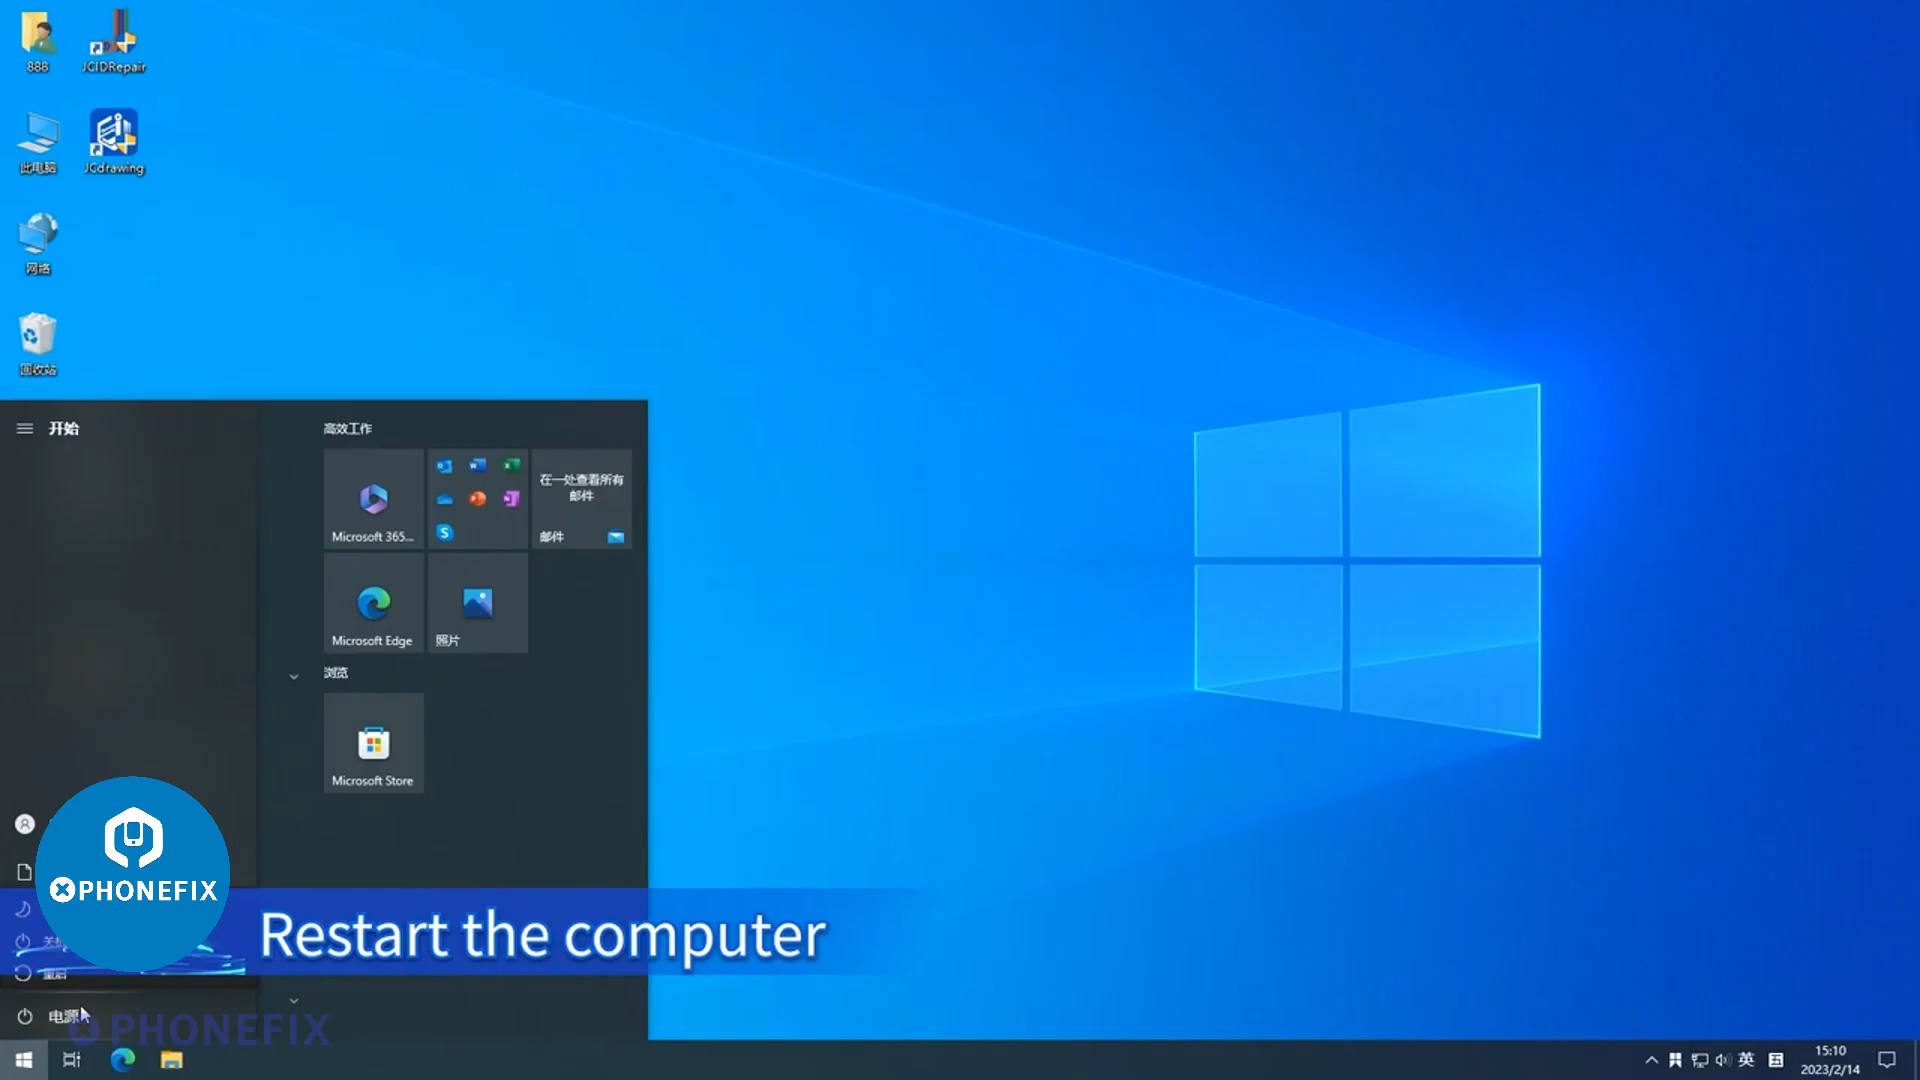 888
JCIDRepair
此电脑
JCdrawing
网络
回收站
开始
高效工作
Microsoft 365...
在一处查看所有
邮件
邮件
Microsoft Edge
照片
浏览
Microsoft Store
PHONEFIX
Restart the computer
重启
电源
PHONEFIX
英
15:10
2023/2/14